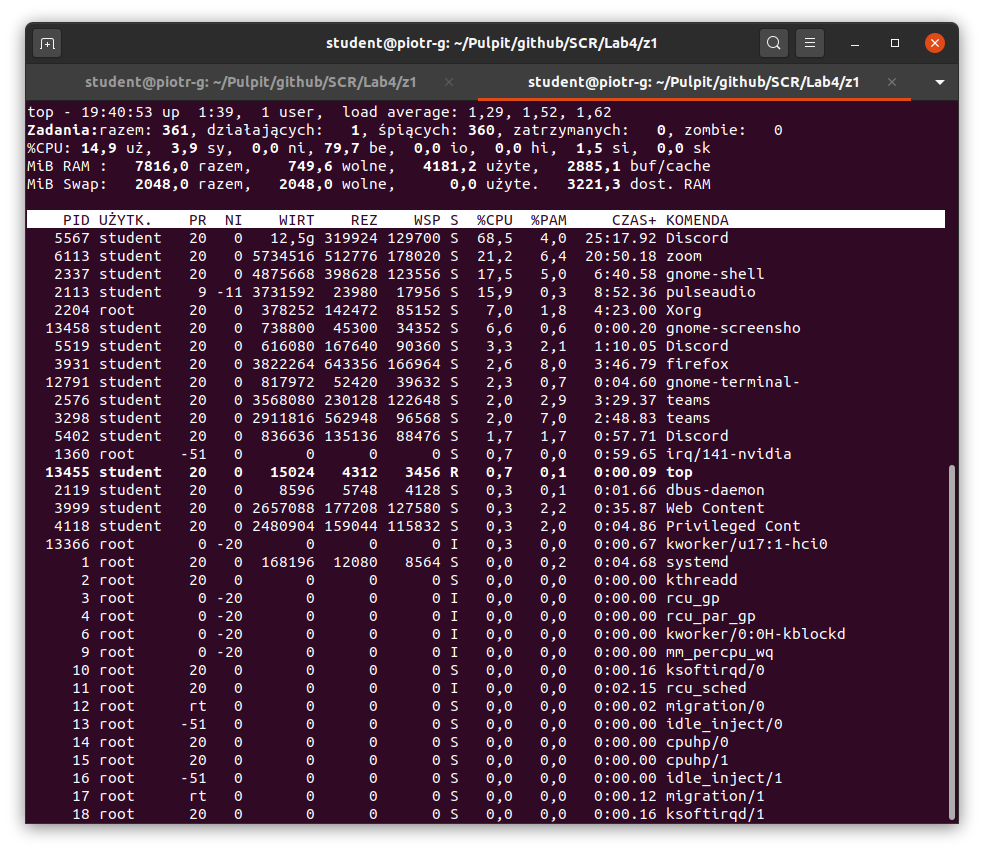 student@piotr-g: ~/Pulpit/github/SCR/Lab4/z1
student@piotr-g: ~/Pulpit/github/SCR/Lab4/z1 × student@piotr-g: ~/Pulpit/github/SCR/Lab4/z1 ×
top - 19:40:53 up  1:39,  1 user,  load average: 1,29, 1,52, 1,62
Zadania:razem: 361, działających:   1, śpiących: 360, zatrzymanych:   0, zombie:   0
%CPU: 14,9 uż,  3,9 sy,  0,0 ni, 79,7 be,  0,0 io,  0,0 hi,  1,5 si,  0,0 sk
MiB RAM :   7816,0 razem,    749,6 wolne,   4181,2 użyte,   2885,1 buf/cache
MiB Swap:   2048,0 razem,   2048,0 wolne,      0,0 użyte.   3221,3 dost. RAM
PID UŻYTK.    PR  NI    WIRT    REZ    WSP S  %CPU  %PAM     CZAS+ KOMENDA
5567 student   20   0   12,5g 319924 129700 S  68,5   4,0  25:17.92 Discord
6113 student   20   0 5734516 512776 178020 S  21,2   6,4  20:50.18 zoom
2337 student   20   0 4875668 398628 123556 S  17,5   5,0   6:40.58 gnome-shell
2113 student    9 -11 3731592  23980  17956 S  15,9   0,3   8:52.36 pulseaudio
2204 root      20   0  378252 142472  85152 S   7,0   1,8   4:23.00 Xorg
13458 student   20   0  738800  45300  34352 S   6,6   0,6   0:00.20 gnome-screensho
5519 student   20   0  616080 167640  90360 S   3,3   2,1   1:10.05 Discord
3931 student   20   0 3822264 643356 166964 S   2,6   8,0   3:46.79 firefox
12791 student   20   0  817972  52420  39632 S   2,3   0,7   0:04.60 gnome-terminal-
2576 student   20   0 3568080 230128 122648 S   2,0   2,9   3:29.37 teams
3298 student   20   0 2911816 562948  96568 S   2,0   7,0   2:48.83 teams
5402 student   20   0  836636 135136  88476 S   1,7   1,7   0:57.71 Discord
1360 root     -51   0       0      0      0 S   0,7   0,0   0:59.65 irq/141-nvidia
13455 student   20   0   15024   4312   3456 R   0,7   0,1   0:00.09 top
2119 student   20   0    8596   5748   4128 S   0,3   0,1   0:01.66 dbus-daemon
3999 student   20   0 2657088 177208 127580 S   0,3   2,2   0:35.87 Web Content
4118 student   20   0 2480904 159044 115832 S   0,3   2,0   0:04.86 Privileged Cont
13366 root       0 -20       0      0      0 I   0,3   0,0   0:00.67 kworker/u17:1-hci0
1 root      20   0  168196  12080   8564 S   0,0   0,2   0:04.68 systemd
2 root      20   0       0      0      0 S   0,0   0,0   0:00.00 kthreadd
3 root       0 -20       0      0      0 I   0,0   0,0   0:00.00 rcu_gp
4 root       0 -20       0      0      0 I   0,0   0,0   0:00.00 rcu_par_gp
6 root       0 -20       0      0      0 I   0,0   0,0   0:00.00 kworker/0:0H-kblockd
9 root       0 -20       0      0      0 I   0,0   0,0   0:00.00 mm_percpu_wq
10 root      20   0       0      0      0 S   0,0   0,0   0:00.16 ksoftirqd/0
11 root      20   0       0      0      0 I   0,0   0,0   0:02.15 rcu_sched
12 root      rt   0       0      0      0 S   0,0   0,0   0:00.02 migration/0
13 root     -51   0       0      0      0 S   0,0   0,0   0:00.00 idle_inject/0
14 root      20   0       0      0      0 S   0,0   0,0   0:00.00 cpuhp/0
15 root      20   0       0      0      0 S   0,0   0,0   0:00.00 cpuhp/1
16 root     -51   0       0      0      0 S   0,0   0,0   0:00.00 idle_inject/1
17 root      rt   0       0      0      0 S   0,0   0,0   0:00.12 migration/1
18 root      20   0       0      0      0 S   0,0   0,0   0:00.16 ksoftirqd/1